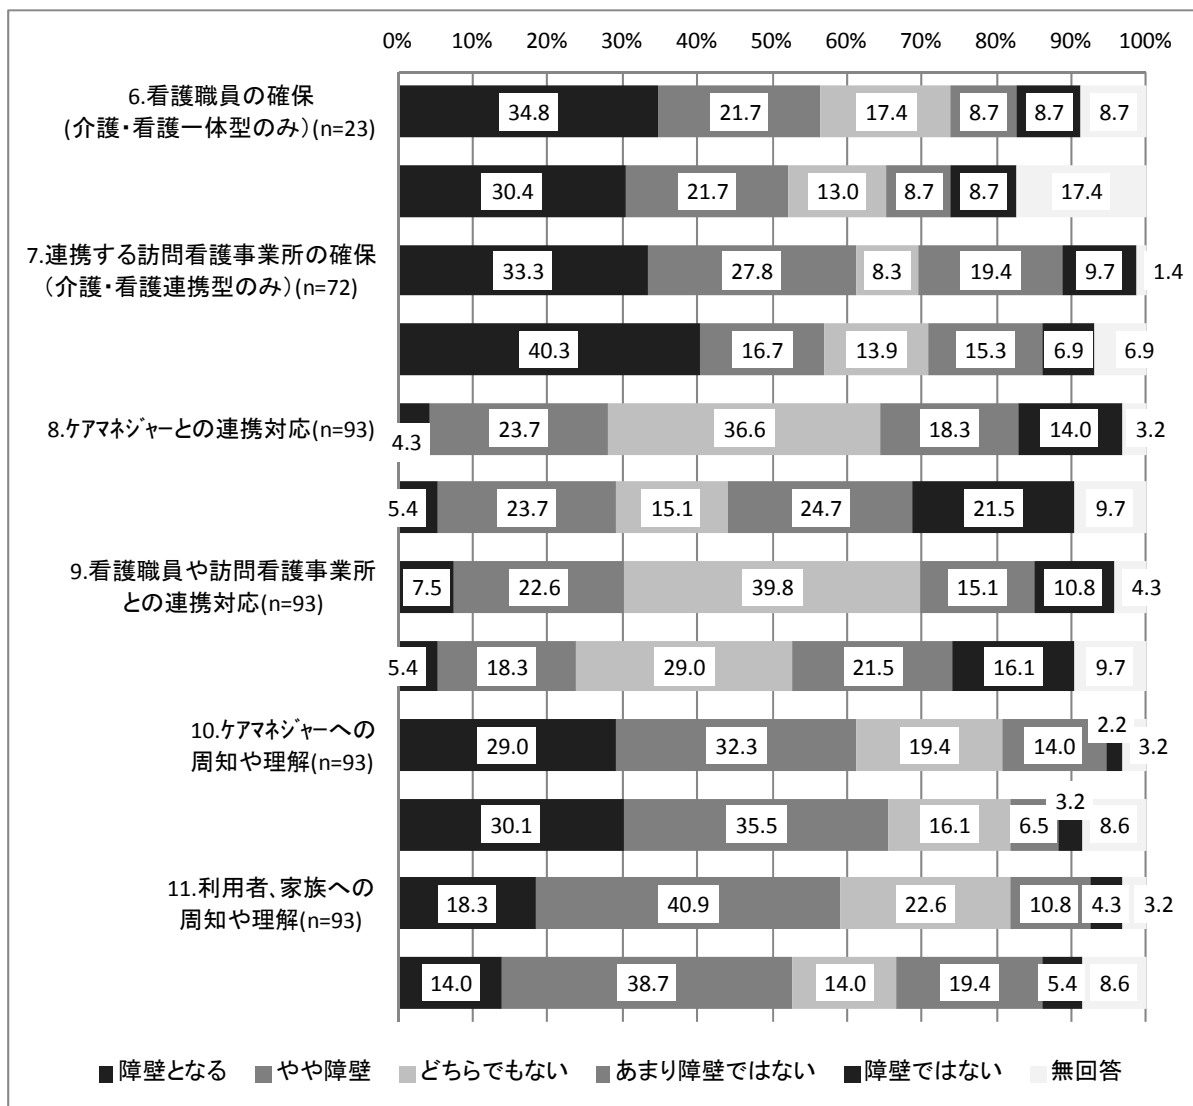 0% 10% 20% 30% 40% 50% 60% 70% 80% 90% 100%
6.看護職員の確保
(介護・看護一体型のみ)(n=23)
34.8 21.7 17.4 8.7 8.7 8.7
30.4 21.7 13.0 8.7 8.7 17.4
7.連携する訪問看護事業所の確保
(介護・看護連携型のみ)(n=72)
33.3 27.8 8.3 19.4 9.7 1.4
40.3 16.7 13.9 15.3 6.9 6.9
8.ケアマネジャーとの連携対応(n=93)
4.3 23.7 36.6 18.3 14.0 3.2
5.4 23.7 15.1 24.7 21.5 9.7
9.看護職員や訪問看護事業所
との連携対応(n=93)
7.5 22.6 39.8 15.1 10.8 4.3
5.4 18.3 29.0 21.5 16.1 9.7
10.ケアマネジャーへの
周知や理解(n=93)
29.0 32.3 19.4 14.0 2.2 3.2
30.1 35.5 16.1 6.5 3.2 8.6
11.利用者、家族への
周知や理解(n=93)
18.3 40.9 22.6 10.8 4.3 3.2
14.0 38.7 14.0 19.4 5.4 8.6
障壁となる やや障壁 どちらでもない あまり障壁ではない 障壁ではない 無回答